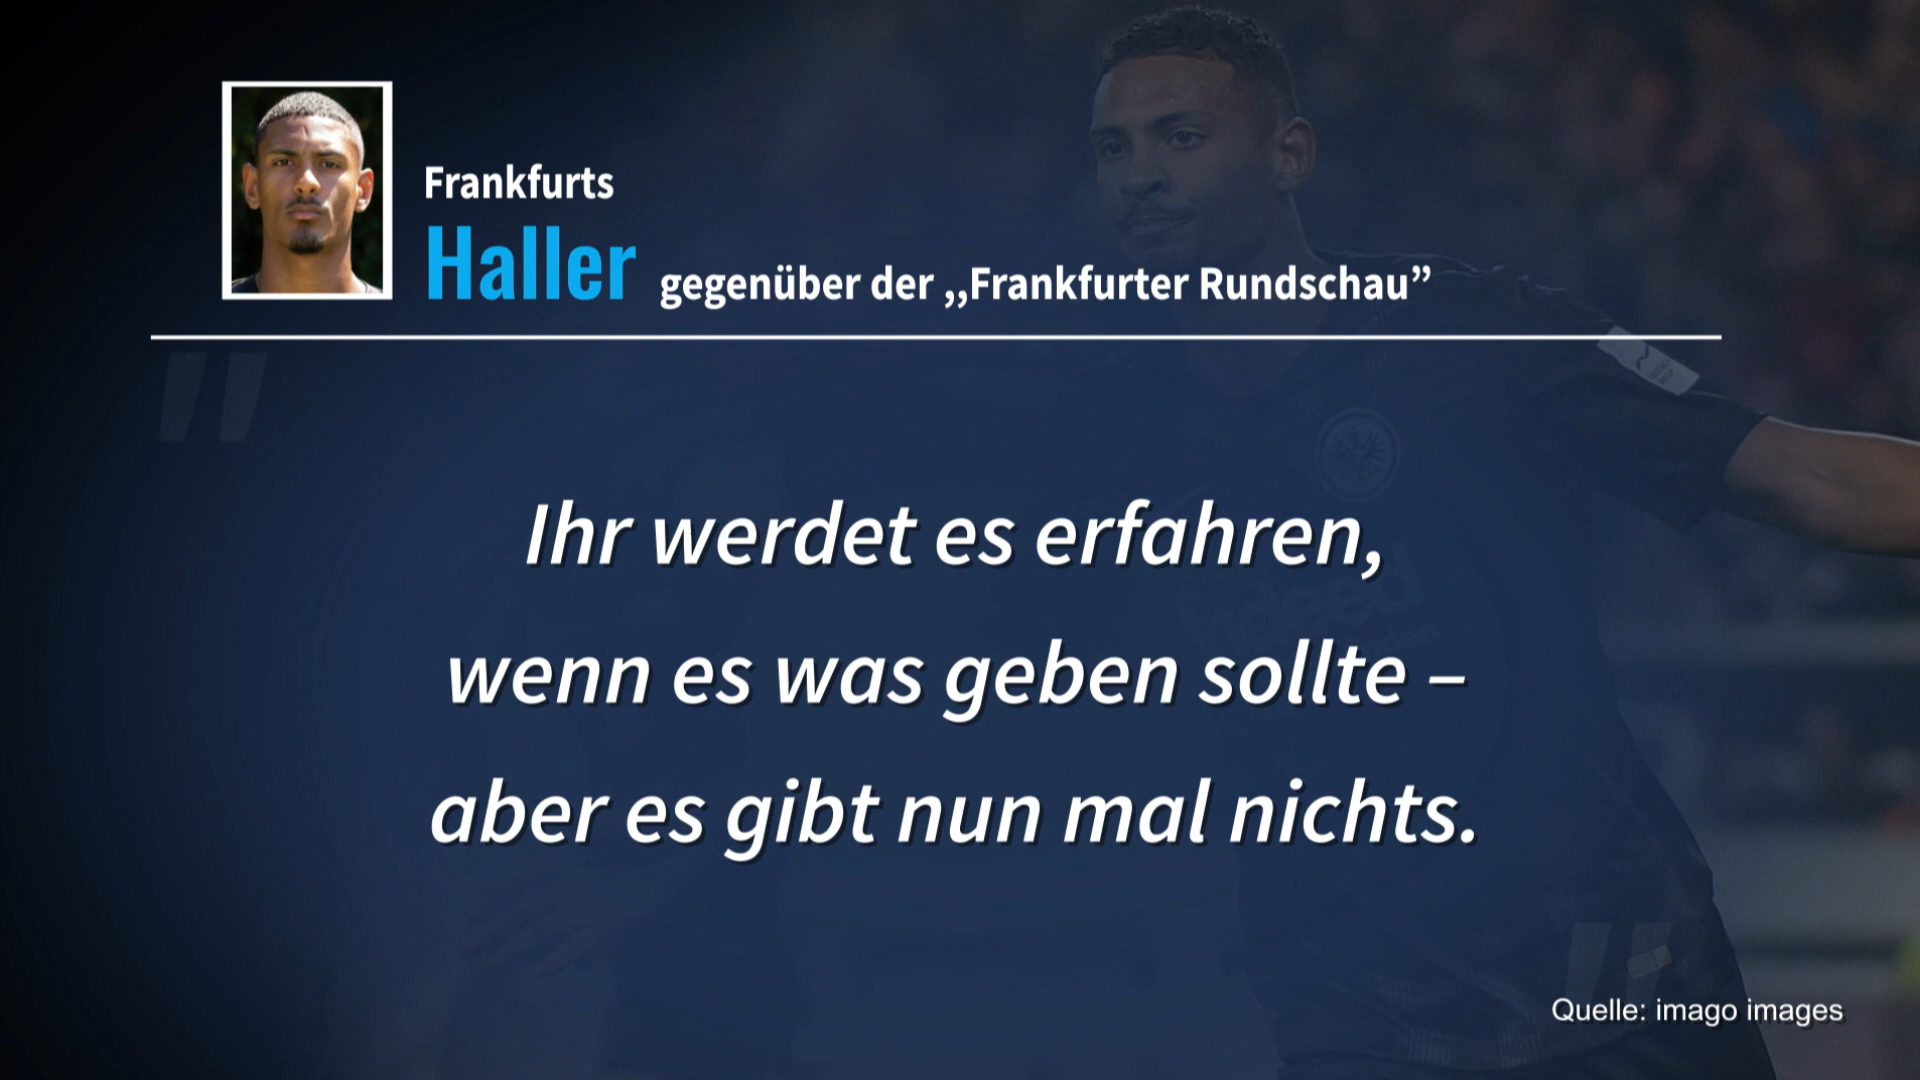 Frankfurts
Haller gegenüber der ,,Frankfurter Rundschau”
Ihr werdet es erfahren,
wenn es was geben sollte –
aber es gibt nun mal nichts.
indeed
Quelle: imago images